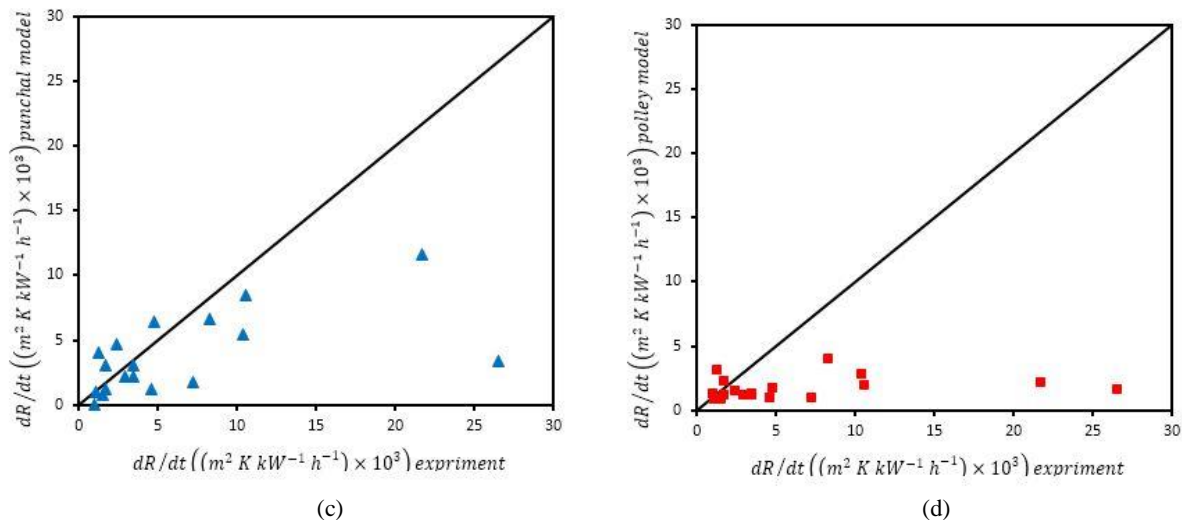 30
25
20
15
10
5
0
0 5 10 15 20 25 30
dR/dt ((m² K kW⁻¹ h⁻¹) × 10³) punchal model
dR/dt ((m² K kW⁻¹ h⁻¹) × 10³) expriment
(c)
30
25
20
15
10
5
0
0 5 10 15 20 25 30
dR/dt ((m² K kW⁻¹ h⁻¹) × 10³) polley model
dR/dt ((m² K kW⁻¹ h⁻¹) × 10³) expriment
(d)